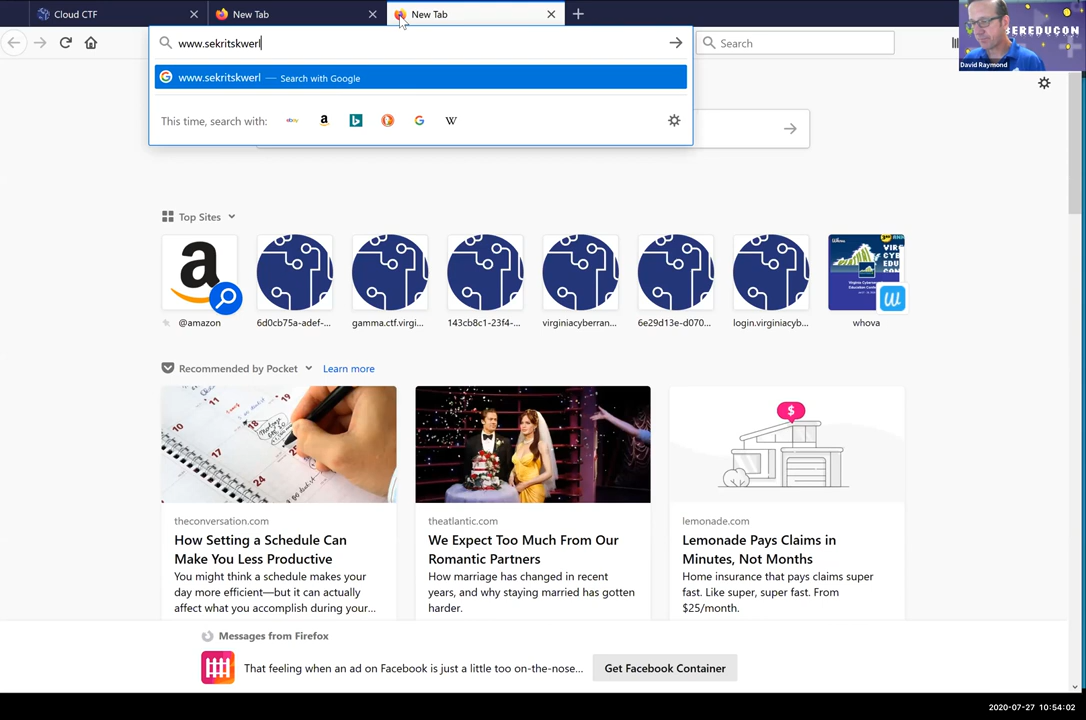 Cloud CTF
New Tab
New Tab
www.sekritskwerl
Search
www.sekritskwerl — Search with Google
This time, search with:
ebay
a
W
EREDUCON
David Raymond
Top Sites
@amazon
6d0cb75a-adef-...
gamma.ctf.virgi...
143cb8c1-23f4-...
virginiacyberran...
6e29d13e-d070...
login.virginiacyb...
whova
Recommended by Pocket
Learn more
theconversation.com
How Setting a Schedule Can
Make You Less Productive
You might think a schedule makes your
day more efficient—but it can actually
affect what you accomplish during your...
theatlantic.com
We Expect Too Much From Our
Romantic Partners
How marriage has changed in recent
years, and why staying married has gotten
harder.
lemonade.com
Lemonade Pays Claims in
Minutes, Not Months
Home insurance that pays claims super
fast. Like super, super fast. From
$25/month.
Messages from Firefox
That feeling when an ad on Facebook is just a little too on-the-nose...
Get Facebook Container
2020-07-27 10:54:02